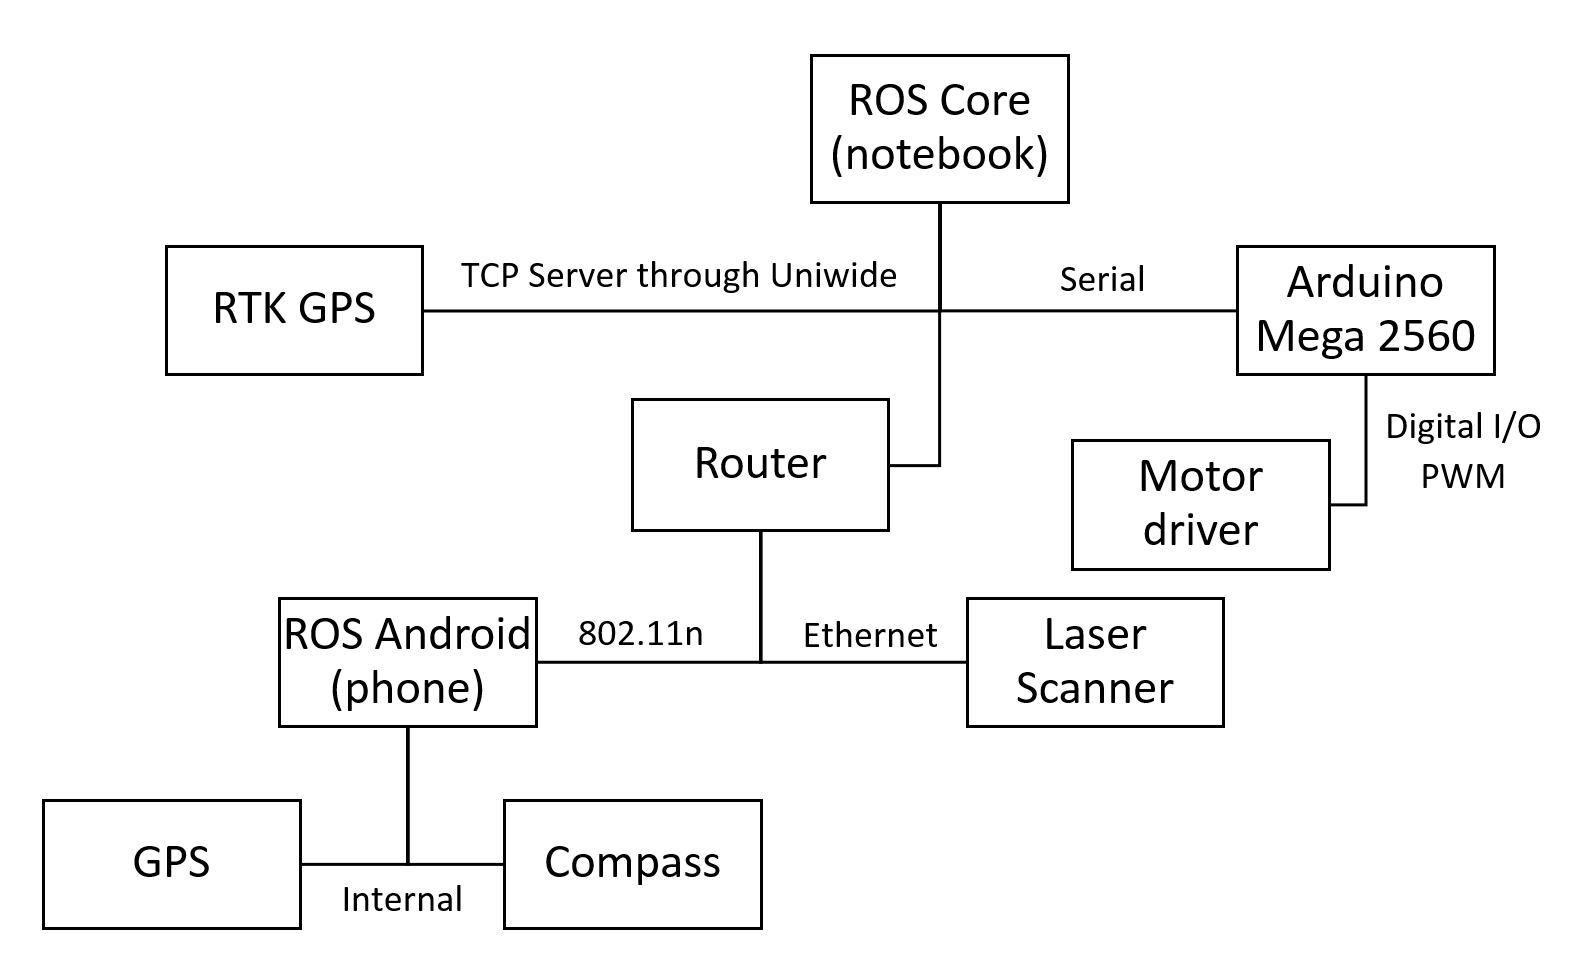 ROS Core
(notebook)
TCP Server through Uniwide
Serial
RTK GPS
Arduino
Mega 2560
Router
Digital I/O
PWM
Motor
driver
ROS Android
(phone)
802.11n
Ethernet
Laser
Scanner
GPS
Compass
Internal